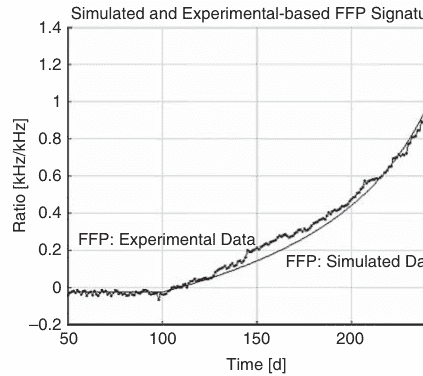 Simulated and Experimental-based FFP Signatu
1.4
1.2
1
0.8
0.6
0.4
0.2
0
−0.2
Ratio [kHz/kHz]
FFP: Experimental Data
FFP: Simulated Da
50 100 150 200
Time [d]